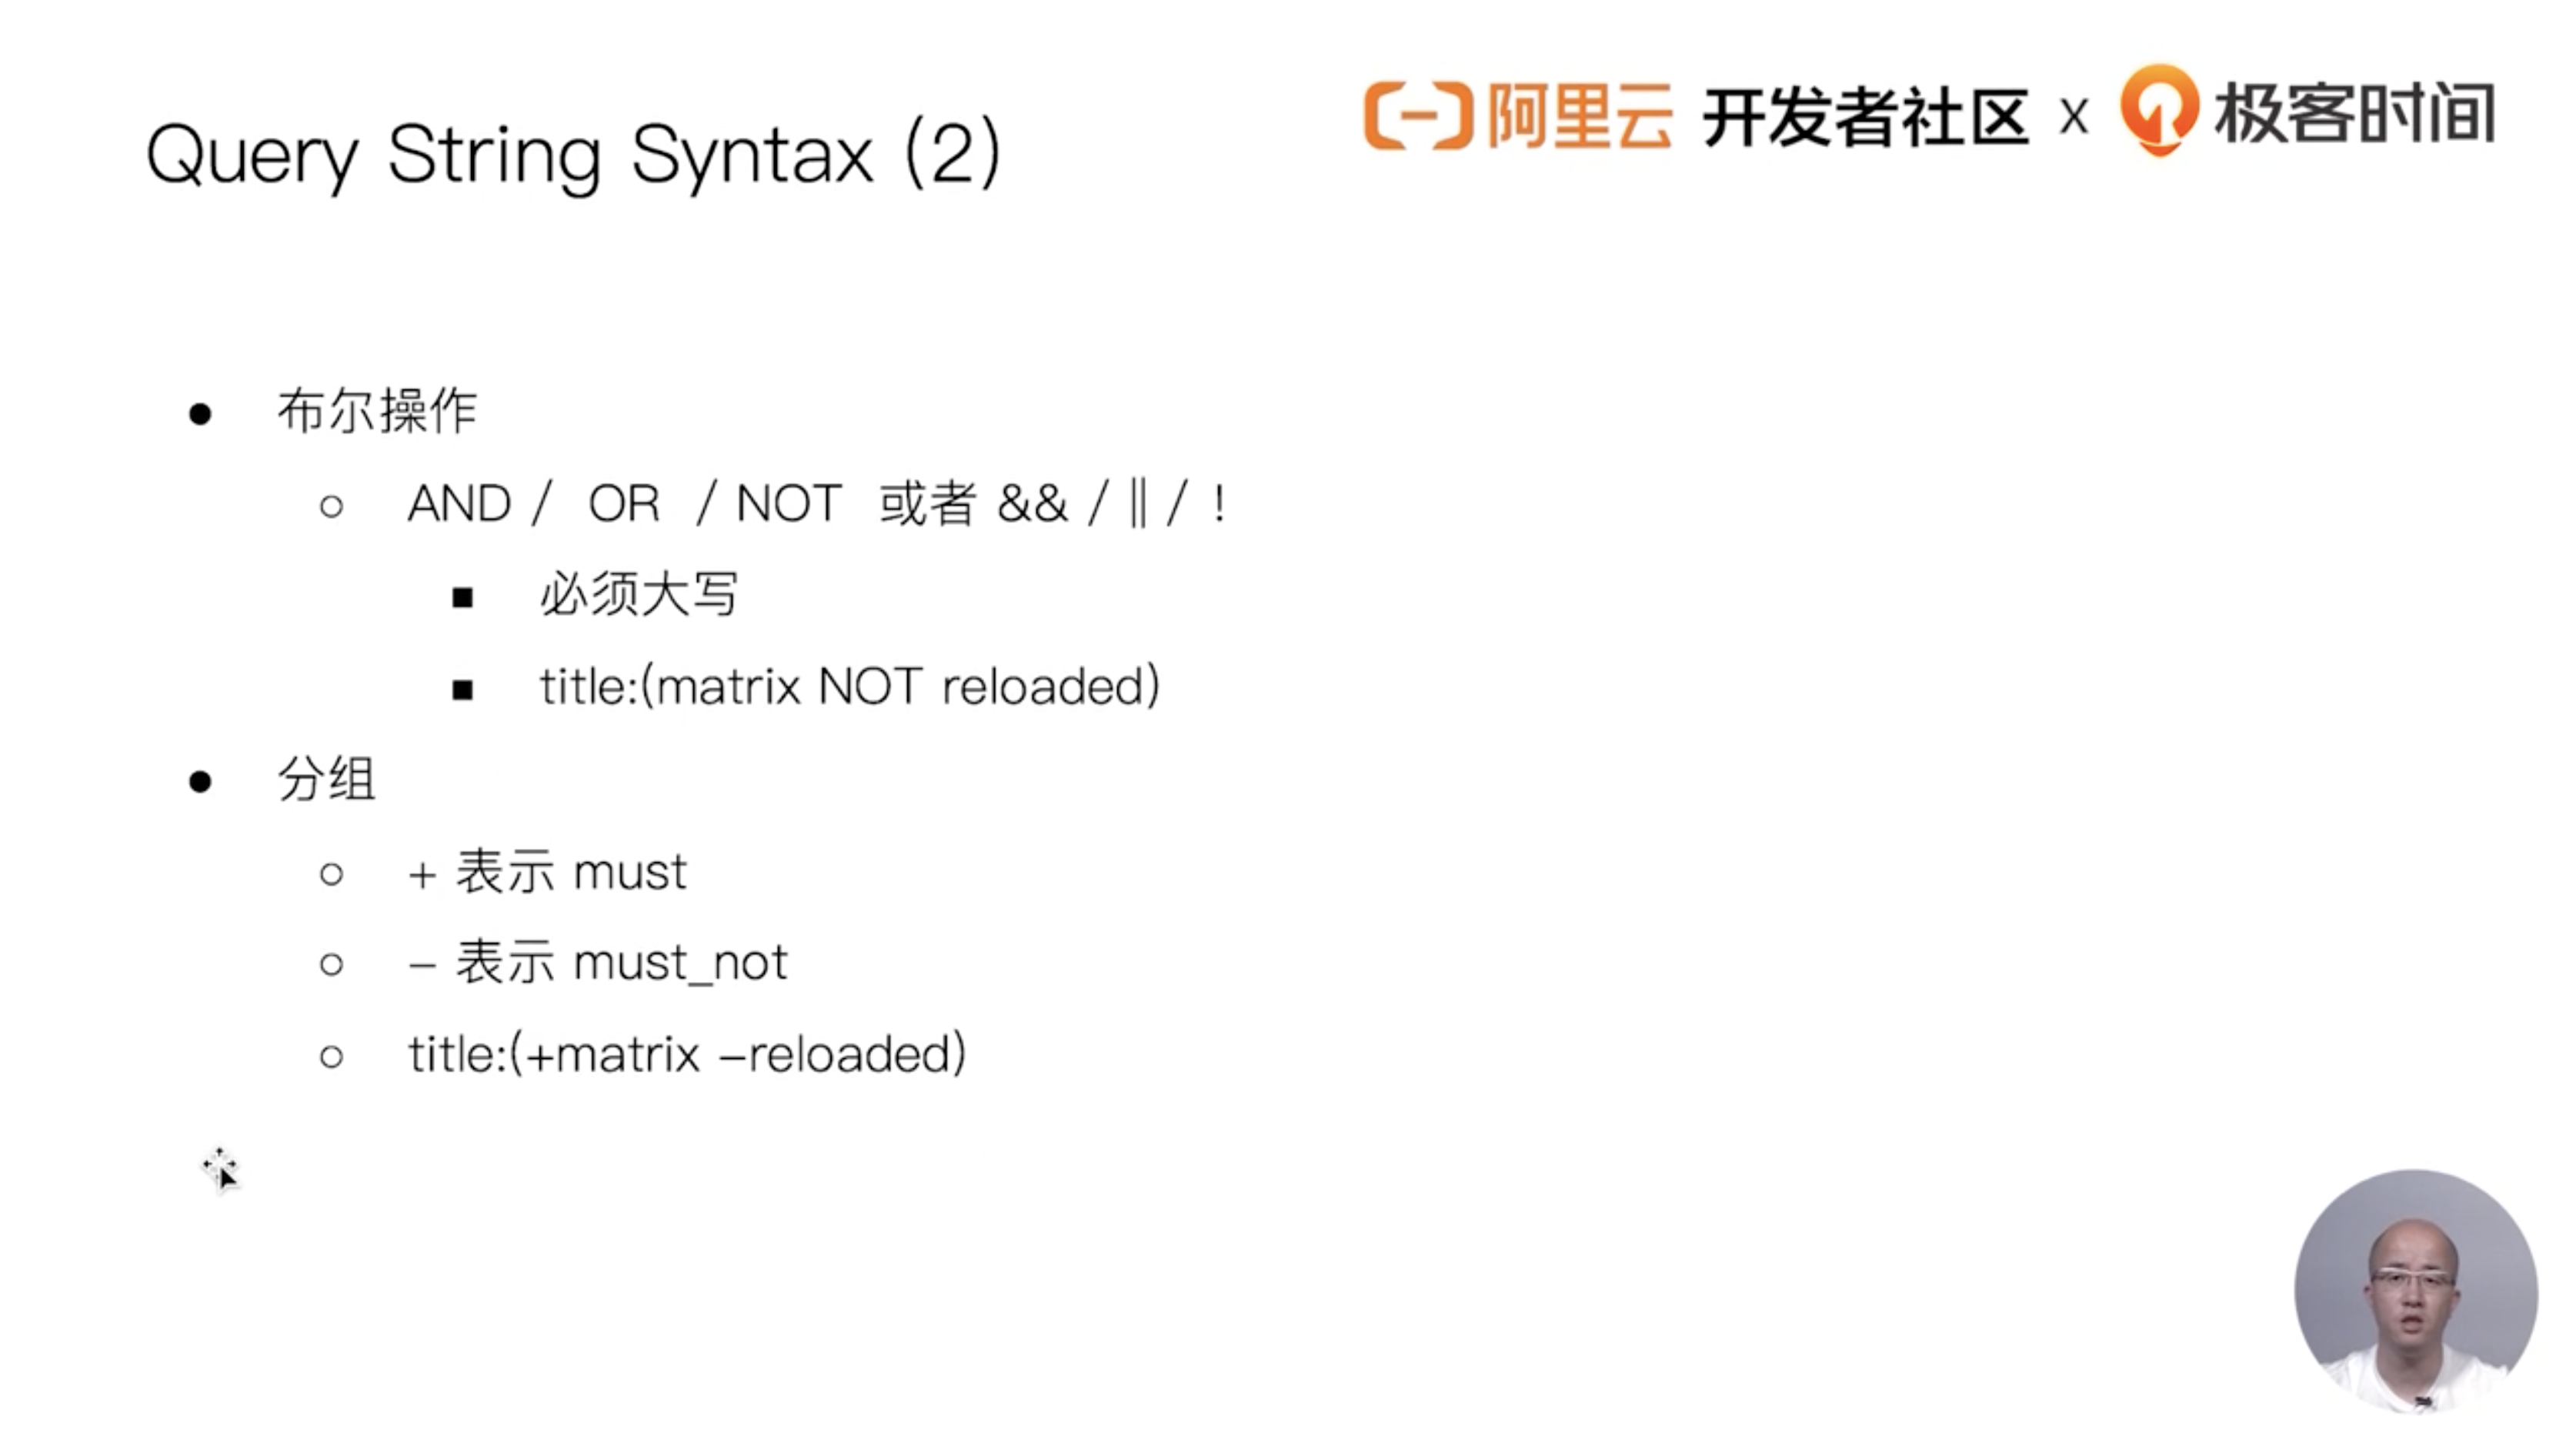 阿里云 开发者社区 x 极客时间
Query String Syntax (2)
● 布尔操作
○ AND / OR / NOT 或者 && / || / !
■ 必须大写
■ title:(matrix NOT reloaded)
● 分组
○ + 表示 must
○ – 表示 must_not
○ title:(+matrix –reloaded)